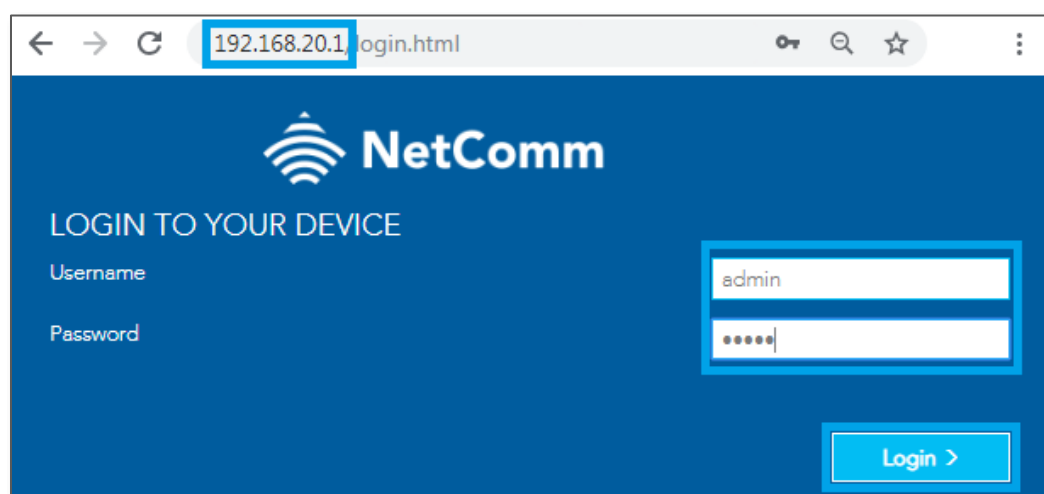 192.168.20.1/login.html
NetComm
LOGIN TO YOUR DEVICE
Username
admin
Password
•••••
Login >